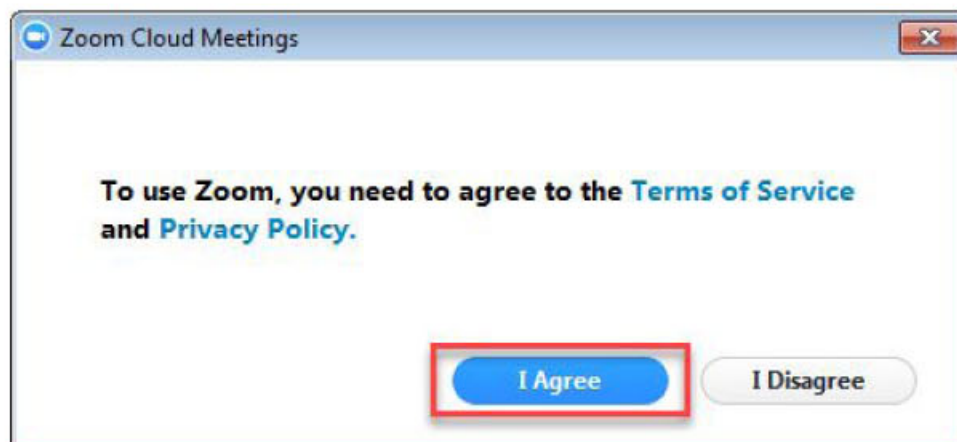 Zoom Cloud Meetings
To use Zoom, you need to agree to the Terms of Service
and Privacy Policy.
I Agree
I Disagree